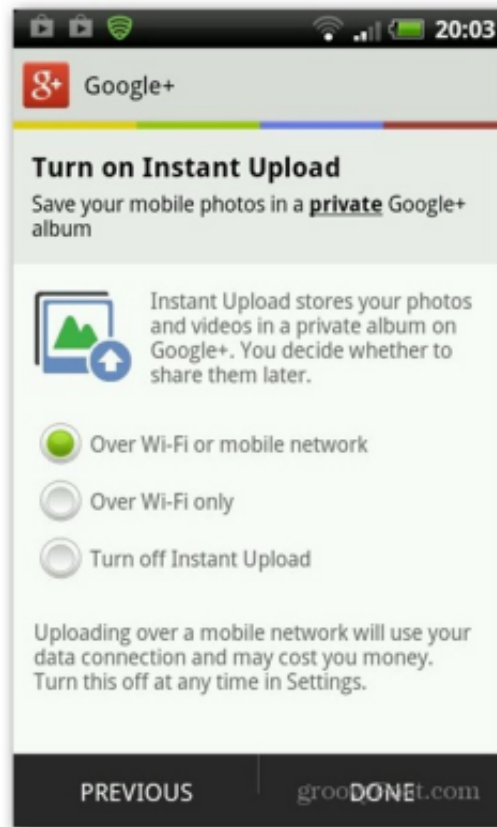 20:03
g+ Google+
Turn on Instant Upload
Save your mobile photos in a private Google+
album
Instant Upload stores your photos
and videos in a private album on
Google+. You decide whether to
share them later.
Over Wi-Fi or mobile network
Over Wi-Fi only
Turn off Instant Upload
Uploading over a mobile network will use your
data connection and may cost you money.
Turn this off at any time in Settings.
PREVIOUS
DONE